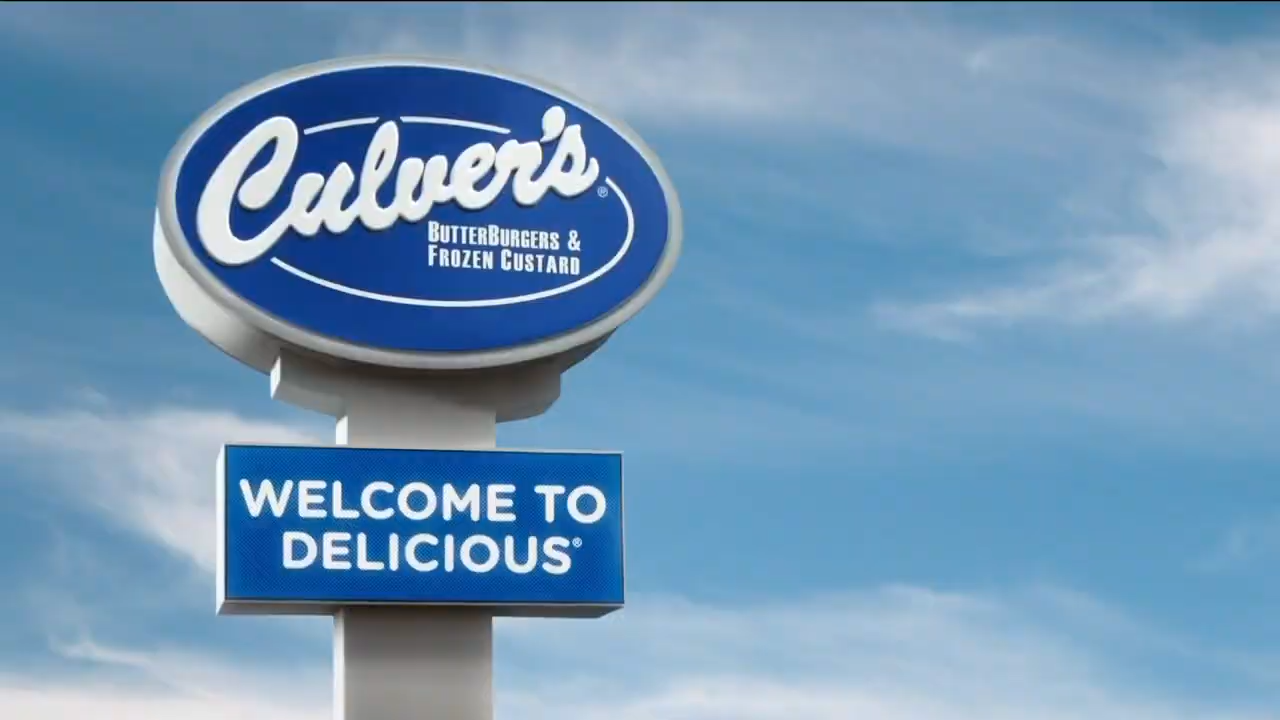 Culver's®
BUTTERBURGERS &
FROZEN CUSTARD
WELCOME TO
DELICIOUS®